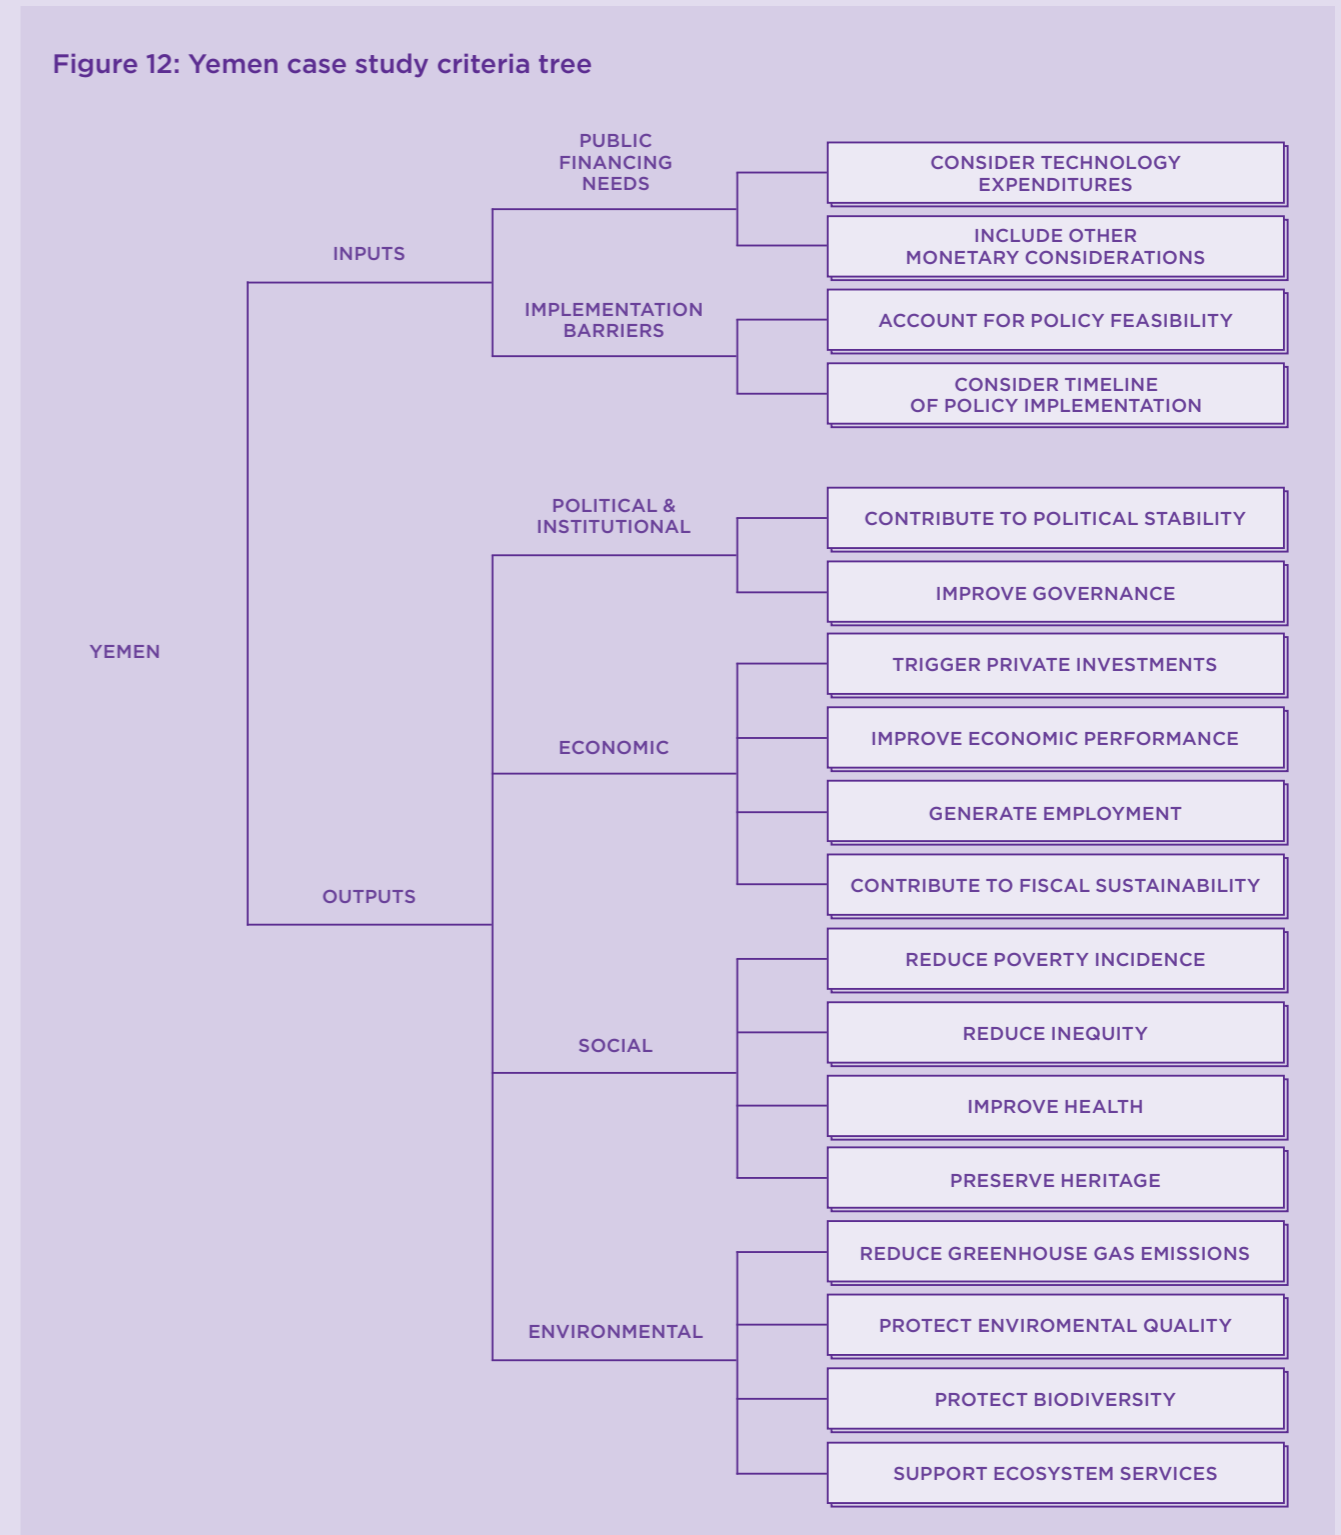 Figure 12: Yemen case study criteria tree
YEMEN
INPUTS
PUBLIC
FINANCING
NEEDS
CONSIDER TECHNOLOGY
EXPENDITURES
INCLUDE OTHER
MONETARY CONSIDERATIONS
IMPLEMENTATION
BARRIERS
ACCOUNT FOR POLICY FEASIBILITY
CONSIDER TIMELINE
OF POLICY IMPLEMENTATION
OUTPUTS
POLITICAL &
INSTITUTIONAL
CONTRIBUTE TO POLITICAL STABILITY
IMPROVE GOVERNANCE
ECONOMIC
TRIGGER PRIVATE INVESTMENTS
IMPROVE ECONOMIC PERFORMANCE
GENERATE EMPLOYMENT
CONTRIBUTE TO FISCAL SUSTAINABILITY
SOCIAL
REDUCE POVERTY INCIDENCE
REDUCE INEQUITY
IMPROVE HEALTH
PRESERVE HERITAGE
ENVIRONMENTAL
REDUCE GREENHOUSE GAS EMISSIONS
PROTECT ENVIROMENTAL QUALITY
PROTECT BIODIVERSITY
SUPPORT ECOSYSTEM SERVICES